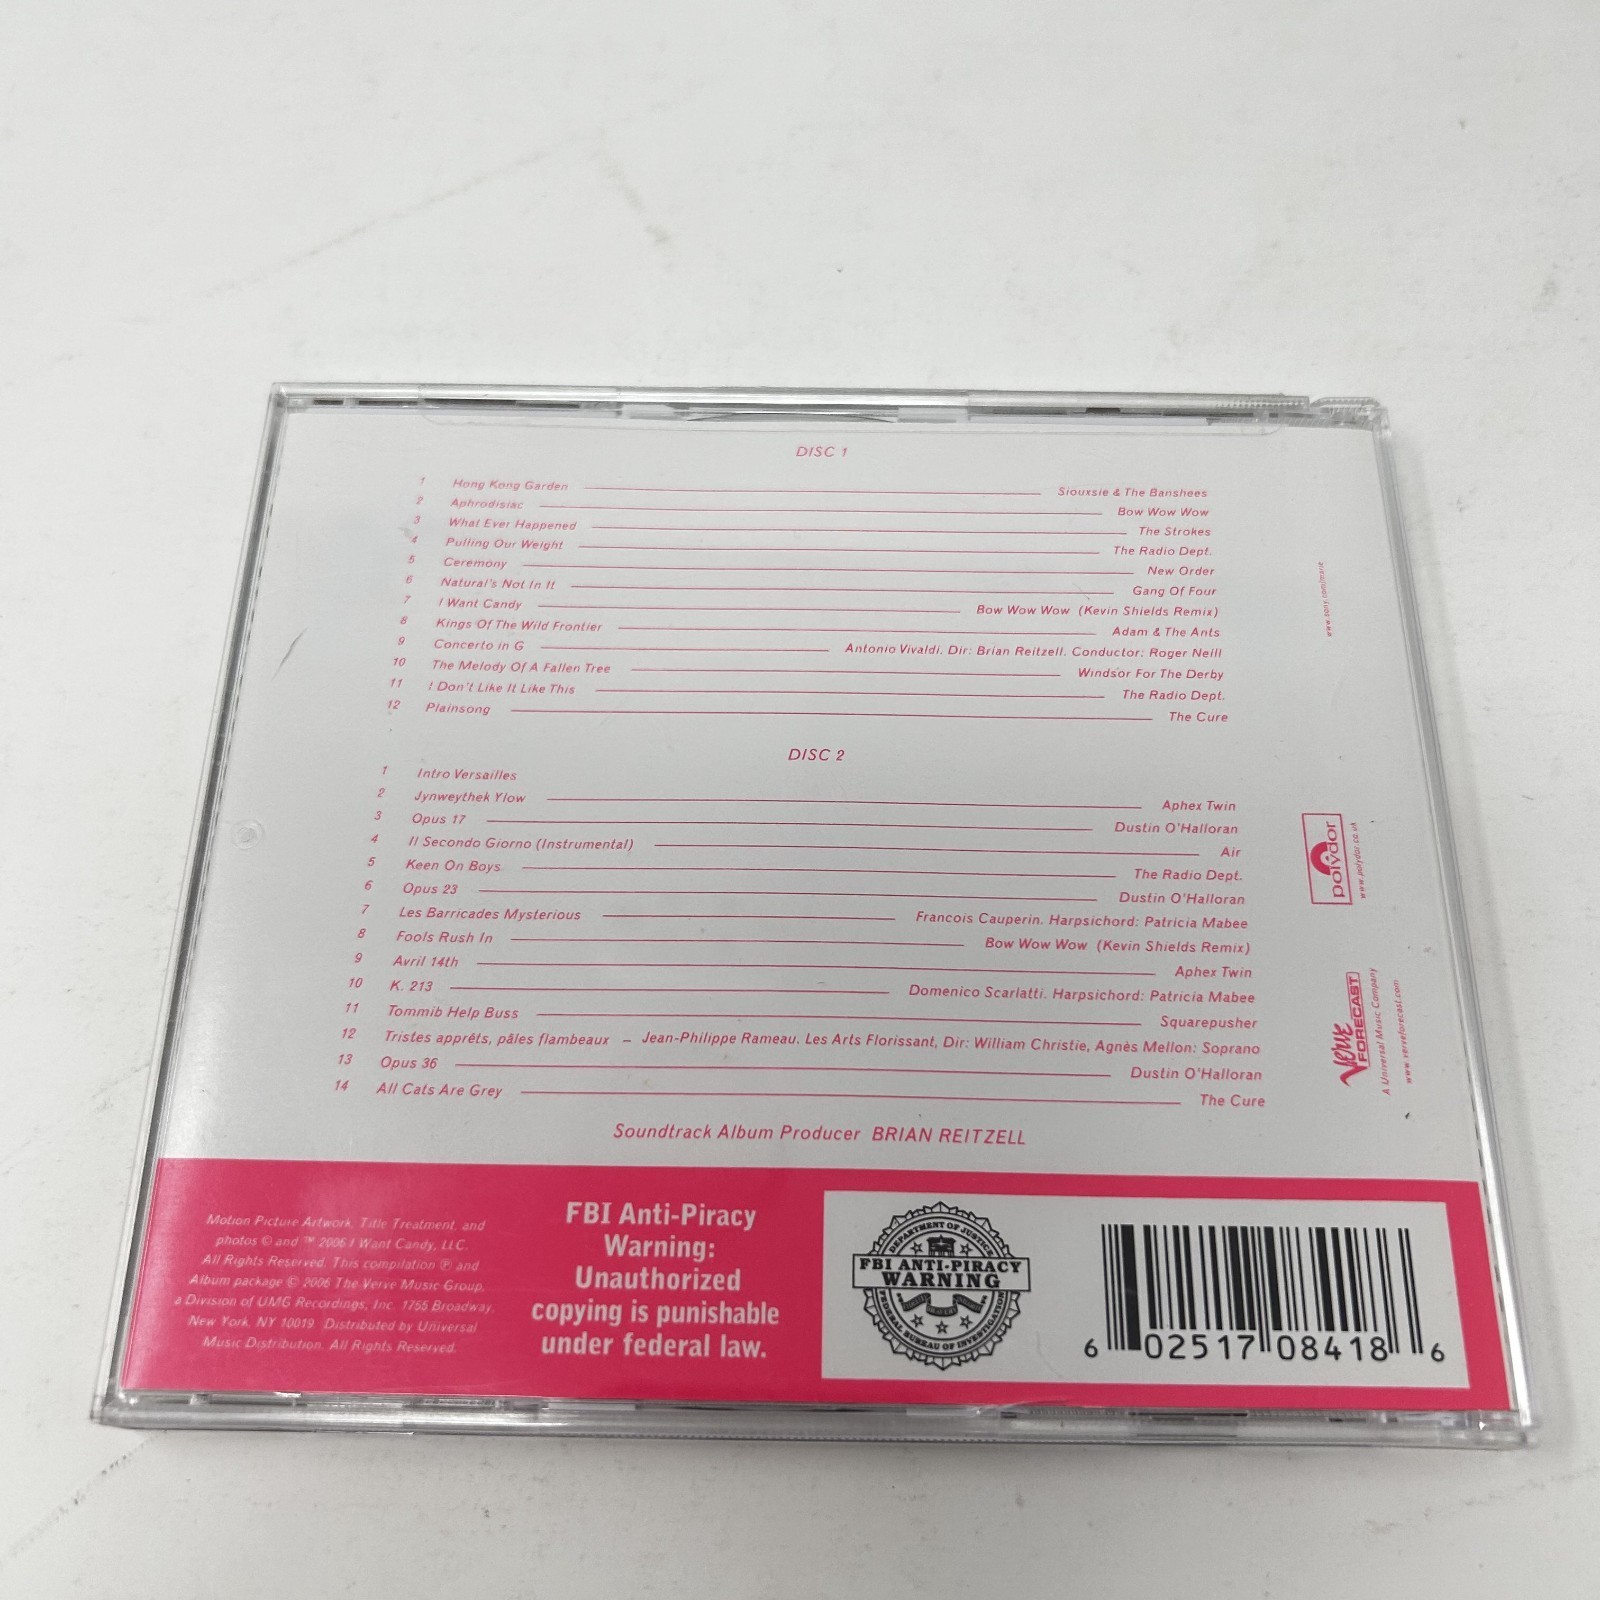 DISC 1
1 Hong Kong Garden Siouxsie & The Banshees
2 Aphrodisiac Bow Wow Wow
3 What Ever Happened The Strokes
4 Pulling Our Weight The Radio Dept.
5 Ceremony New Order
6 Natural's Not In It Gang Of Four
7 I Want Candy Bow Wow Wow (Kevin Shields Remix)
8 Kings Of The Wild Frontier Adam & The Ants
9 Concerto in G Antonio Vivaldi. Dir: Brian Reitzell. Conductor: Roger Neill
10 The Melody Of A Fallen Tree Windsor For The Derby
11 I Don't Like It Like This The Radio Dept.
12 Plainsong The Cure
DISC 2
1 Intro Versailles
2 Jynweythek Ylow Aphex Twin
3 Opus 17 Dustin O'Halloran
4 Il Secondo Giorno (Instrumental) Air
5 Keen On Boys The Radio Dept.
6 Opus 23 Dustin O'Halloran
7 Les Barricades Mysterious Francois Cauperin. Harpsichord: Patricia Mabee
8 Fools Rush In Bow Wow Wow (Kevin Shields Remix)
9 Avril 14th Aphex Twin
10 K. 213 Domenico Scarlatti. Harpsichord: Patricia Mabee
11 Tommib Help Buss Squarepusher
12 Tristes apprêts, pâles flambeaux – Jean-Philippe Rameau. Les Arts Florissant, Dir: William Christie, Agnès Mellon: Soprano
13 Opus 36 Dustin O'Halloran
14 All Cats Are Grey The Cure
Soundtrack Album Producer BRIAN REITZELL
www.sony.com/marie
polydor
www.polydor.co.uk
Verve
FORECAST
A Universal Music Company
www.verveforecast.com
Motion Picture Artwork, Title Treatment, and
photos © and ™ 2006 I Want Candy, LLC.
All Rights Reserved. This compilation ℗ and
Album package © 2006 The Verve Music Group,
a Division of UMG Recordings, Inc. 1755 Broadway,
New York, NY 10019. Distributed by Universal
Music Distribution. All Rights Reserved.
FBI Anti-Piracy
Warning:
Unauthorized
copying is punishable
under federal law.
DEPARTMENT OF JUSTICE
FBI ANTI-PIRACY
WARNING
FEDERAL BUREAU OF INVESTIGATION
6 02517 08418 6